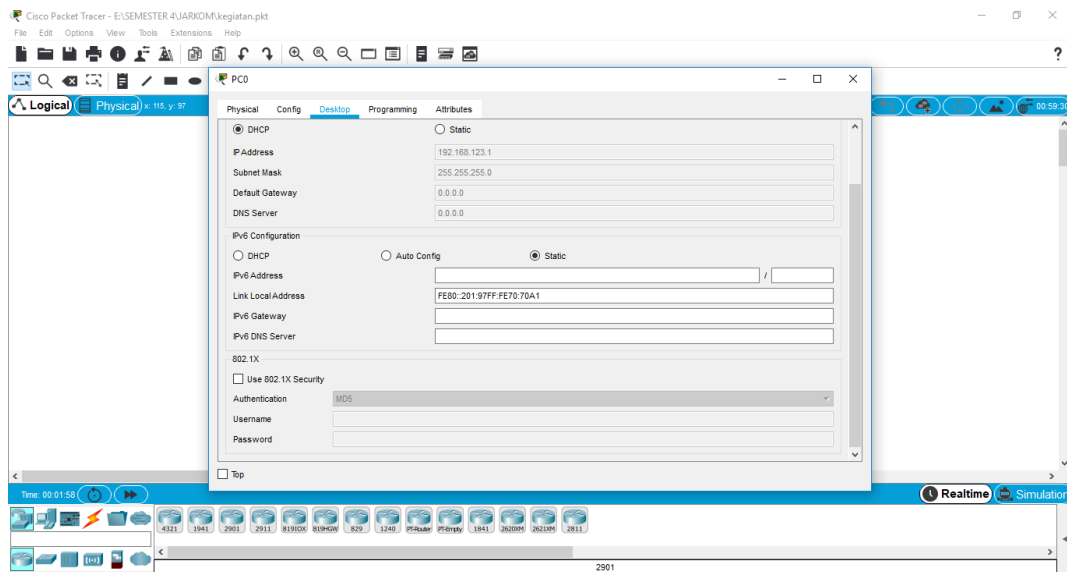 Cisco Packet Tracer - E:\SEMESTER 4\JARKOM\kegiatan.pkt
File Edit Options View Tools Extensions Help
?
PC0
Logical Physical x: 115, y: 97 00:59:30
Physical Config Desktop Programming Attributes
DHCP Static
IP Address 192.168.123.1
Subnet Mask 255.255.255.0
Default Gateway 0.0.0.0
DNS Server 0.0.0.0
IPv6 Configuration
DHCP Auto Config Static
IPv6 Address /
Link Local Address FE80::201:97FF:FE70:70A1
IPv6 Gateway
IPv6 DNS Server
802.1X
Use 802.1X Security
Authentication MD5
Username
Password
Top
Time: 00:01:58 Realtime Simulation
4321 1941 2901 2911 819IOX 819HGW 829 1240 PT-Router PT-Empty 1841 2620XM 2621XM 2811
2901